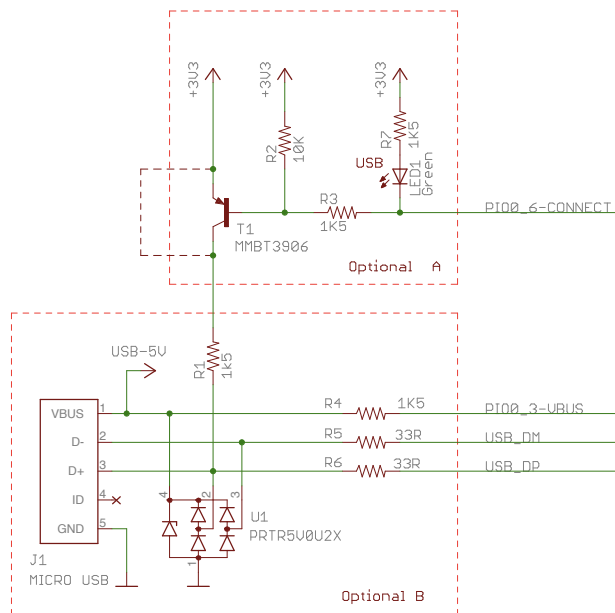 +3V3
+3V3
+3V3
R2
10K
R7
1K5
USB
LED1
Green
R3
1K5
PIO0_6-CONNECT
T1
MMBT3906
Optional A
R1
1k5
USB-5V
VBUS
1
D-
2
D+
3
ID
4
GND
5
J1
MICRO USB
R4
1K5
PIO0_3-VBUS
R5
33R
USB_DM
R6
33R
USB_DP
4
2
3
1
U1
PRTR5V0U2X
Optional B